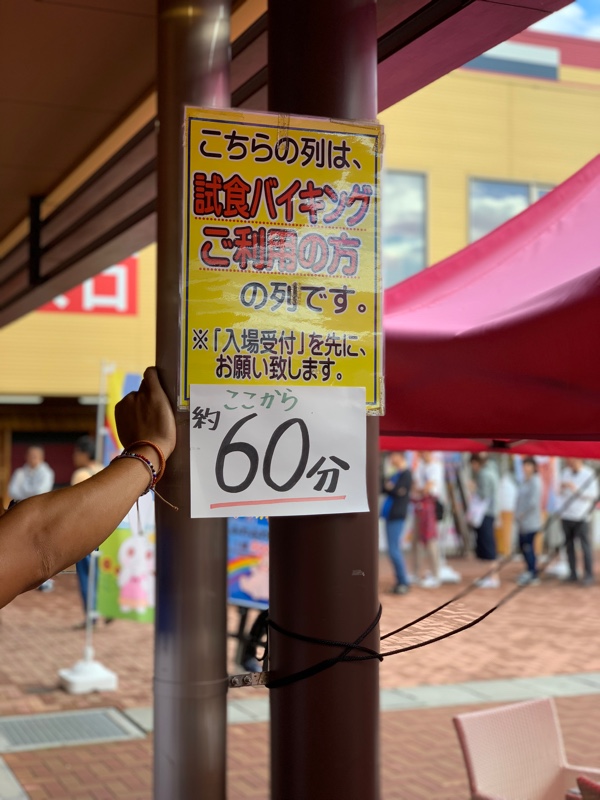 こちらの列は、
試食バイキング
ご利用の方
の列です。
※「入場受付」を先に、
お願い致します。
ここから
約60分